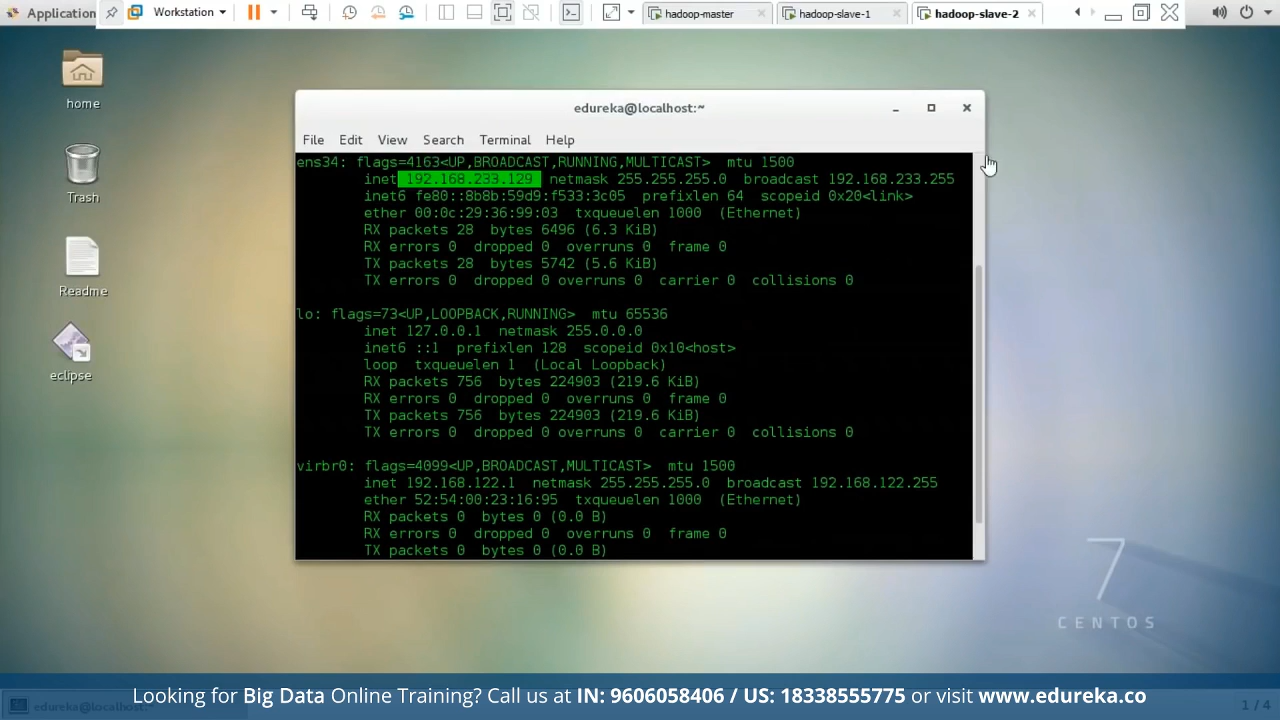 Application
Workstation
hadoop-master
hadoop-slave-1
hadoop-slave-2
home
Trash
Readme
eclipse
edureka@localhost:~
File Edit View Search Terminal Help
ens34: flags=4163<UP,BROADCAST,RUNNING,MULTICAST> mtu 1500
inet 192.168.233.129 netmask 255.255.255.0 broadcast 192.168.233.255
inet6 fe80::8b8b:59d9:f533:3c05 prefixlen 64 scopeid 0x20<link>
ether 00:0c:29:36:99:03 txqueuelen 1000 (Ethernet)
RX packets 28 bytes 6496 (6.3 KiB)
RX errors 0 dropped 0 overruns 0 frame 0
TX packets 28 bytes 5742 (5.6 KiB)
TX errors 0 dropped 0 overruns 0 carrier 0 collisions 0
lo: flags=73<UP,LOOPBACK,RUNNING> mtu 65536
inet 127.0.0.1 netmask 255.0.0.0
inet6 ::1 prefixlen 128 scopeid 0x10<host>
loop txqueuelen 1 (Local Loopback)
RX packets 756 bytes 224903 (219.6 KiB)
RX errors 0 dropped 0 overruns 0 frame 0
TX packets 756 bytes 224903 (219.6 KiB)
TX errors 0 dropped 0 overruns 0 carrier 0 collisions 0
virbr0: flags=4099<UP,BROADCAST,MULTICAST> mtu 1500
inet 192.168.122.1 netmask 255.255.255.0 broadcast 192.168.122.255
ether 52:54:00:23:16:95 txqueuelen 1000 (Ethernet)
RX packets 0 bytes 0 (0.0 B)
RX errors 0 dropped 0 overruns 0 frame 0
TX packets 0 bytes 0 (0.0 B)
7
CENTOS
Looking for Big Data Online Training? Call us at IN: 9606058406 / US: 18338555775 or visit www.edureka.co
edureka@localhost:~
1 / 4